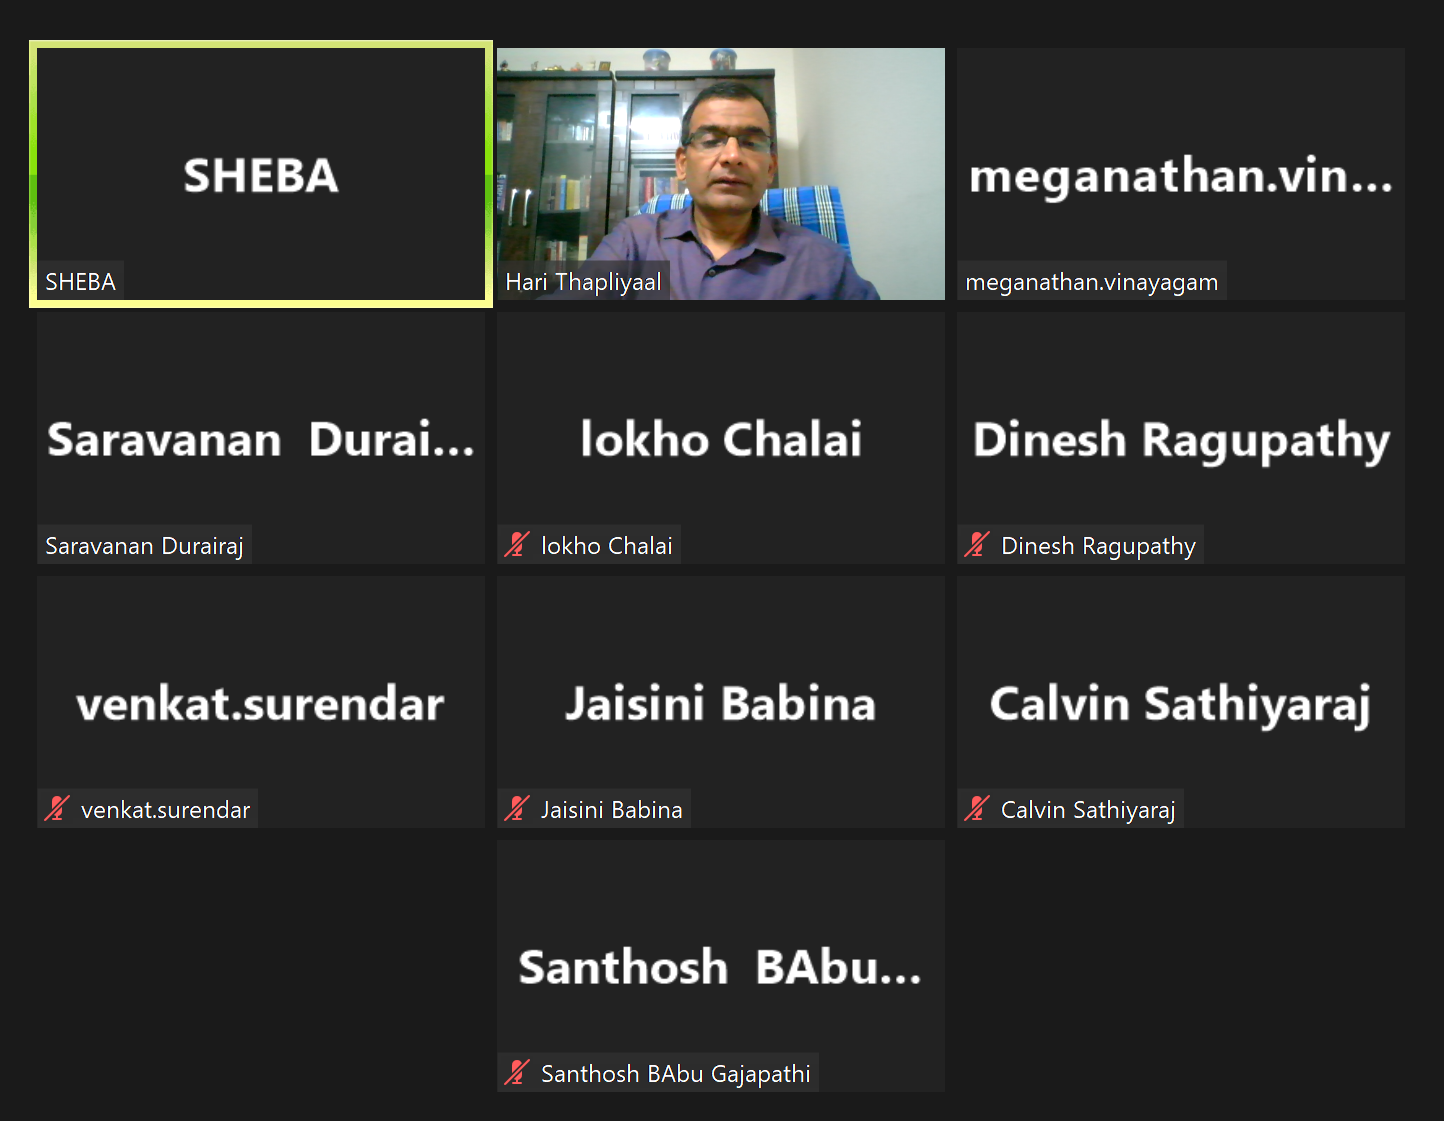 SHEBA
SHEBA
Hari Thapliyaal
meganathan.vin...
meganathan.vinayagam
Saravanan Durai...
Saravanan Durairaj
lokho Chalai
lokho Chalai
Dinesh Ragupathy
Dinesh Ragupathy
venkat.surendar
venkat.surendar
Jaisini Babina
Jaisini Babina
Calvin Sathiyaraj
Calvin Sathiyaraj
Santhosh BAbu...
Santhosh BAbu Gajapathi